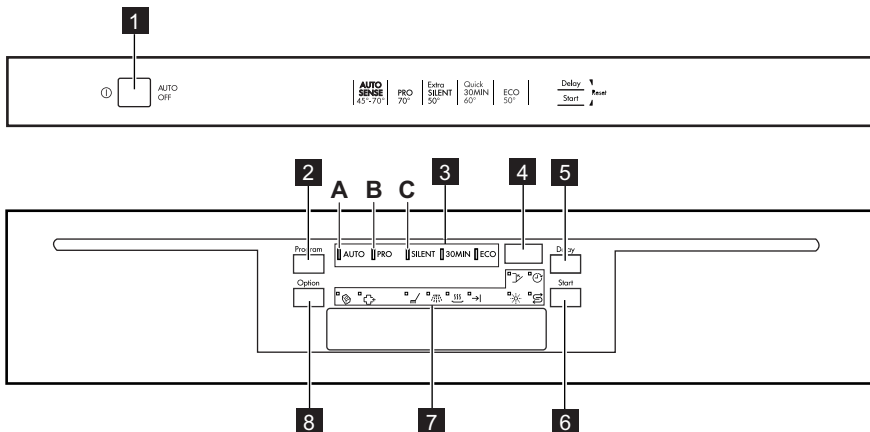 1
AUTO
OFF
AUTO
SENSE
45°-70°
PRO
70°
Extra
SILENT
50°
Quick
30MIN
60°
ECO
50°
Delay
Start
Reset
2
A
B
C
3
4
5
Program
AUTO PRO SILENT 30MIN ECO
Delay
Option
Start
8
7
6